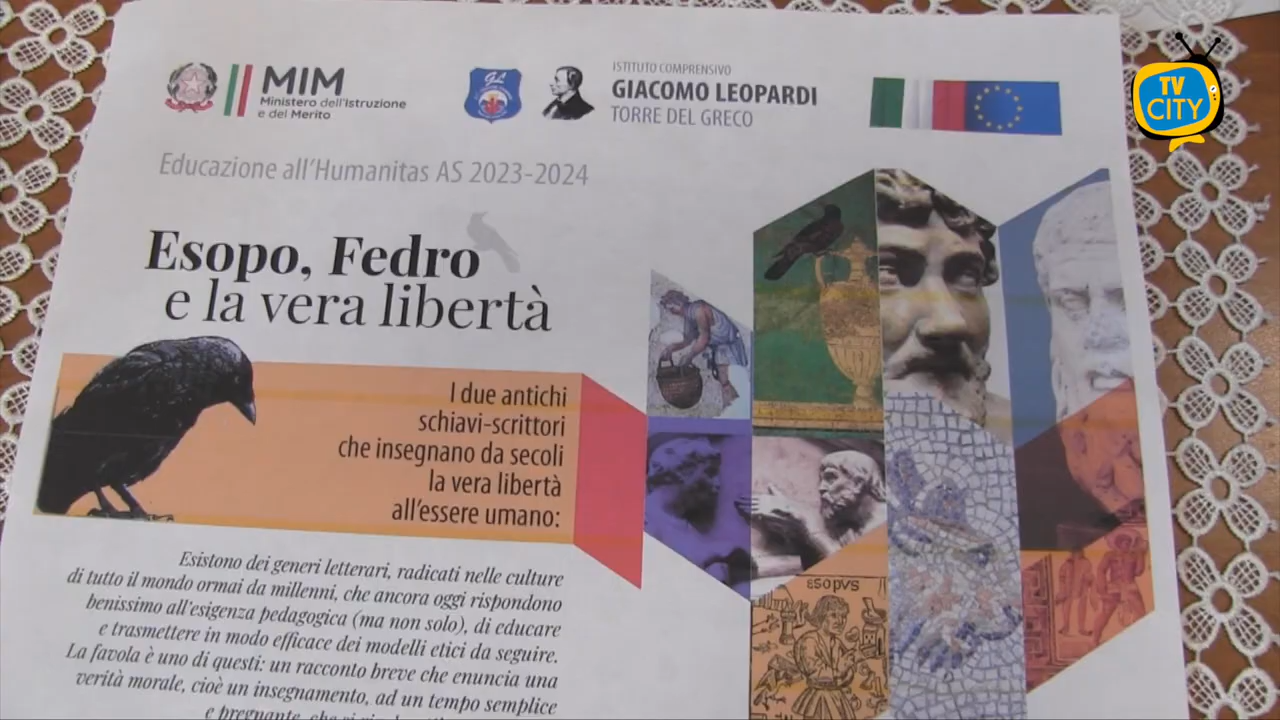 MIM
Ministero dell'Istruzione
e del Merito
GL
ISTITUTO COMPRENSIVO
GIACOMO LEOPARDI
TORRE DEL GRECO
TV
CITY
Educazione all'Humanitas AS 2023-2024
Esopo, Fedro
e la vera libertà
I due antichi
schiavi-scrittori
che insegnano da secoli
la vera libertà
all'essere umano:
Esistono dei generi letterari, radicati nelle culture
di tutto il mondo ormai da millenni, che ancora oggi rispondono
benissimo all'esigenza pedagogica (ma non solo), di educare
e trasmettere in modo efficace dei modelli etici da seguire.
La favola è uno di questi: un racconto breve che enuncia una
verità morale, cioè un insegnamento, ad un tempo semplice
e pregnante, che si
ESOPVS